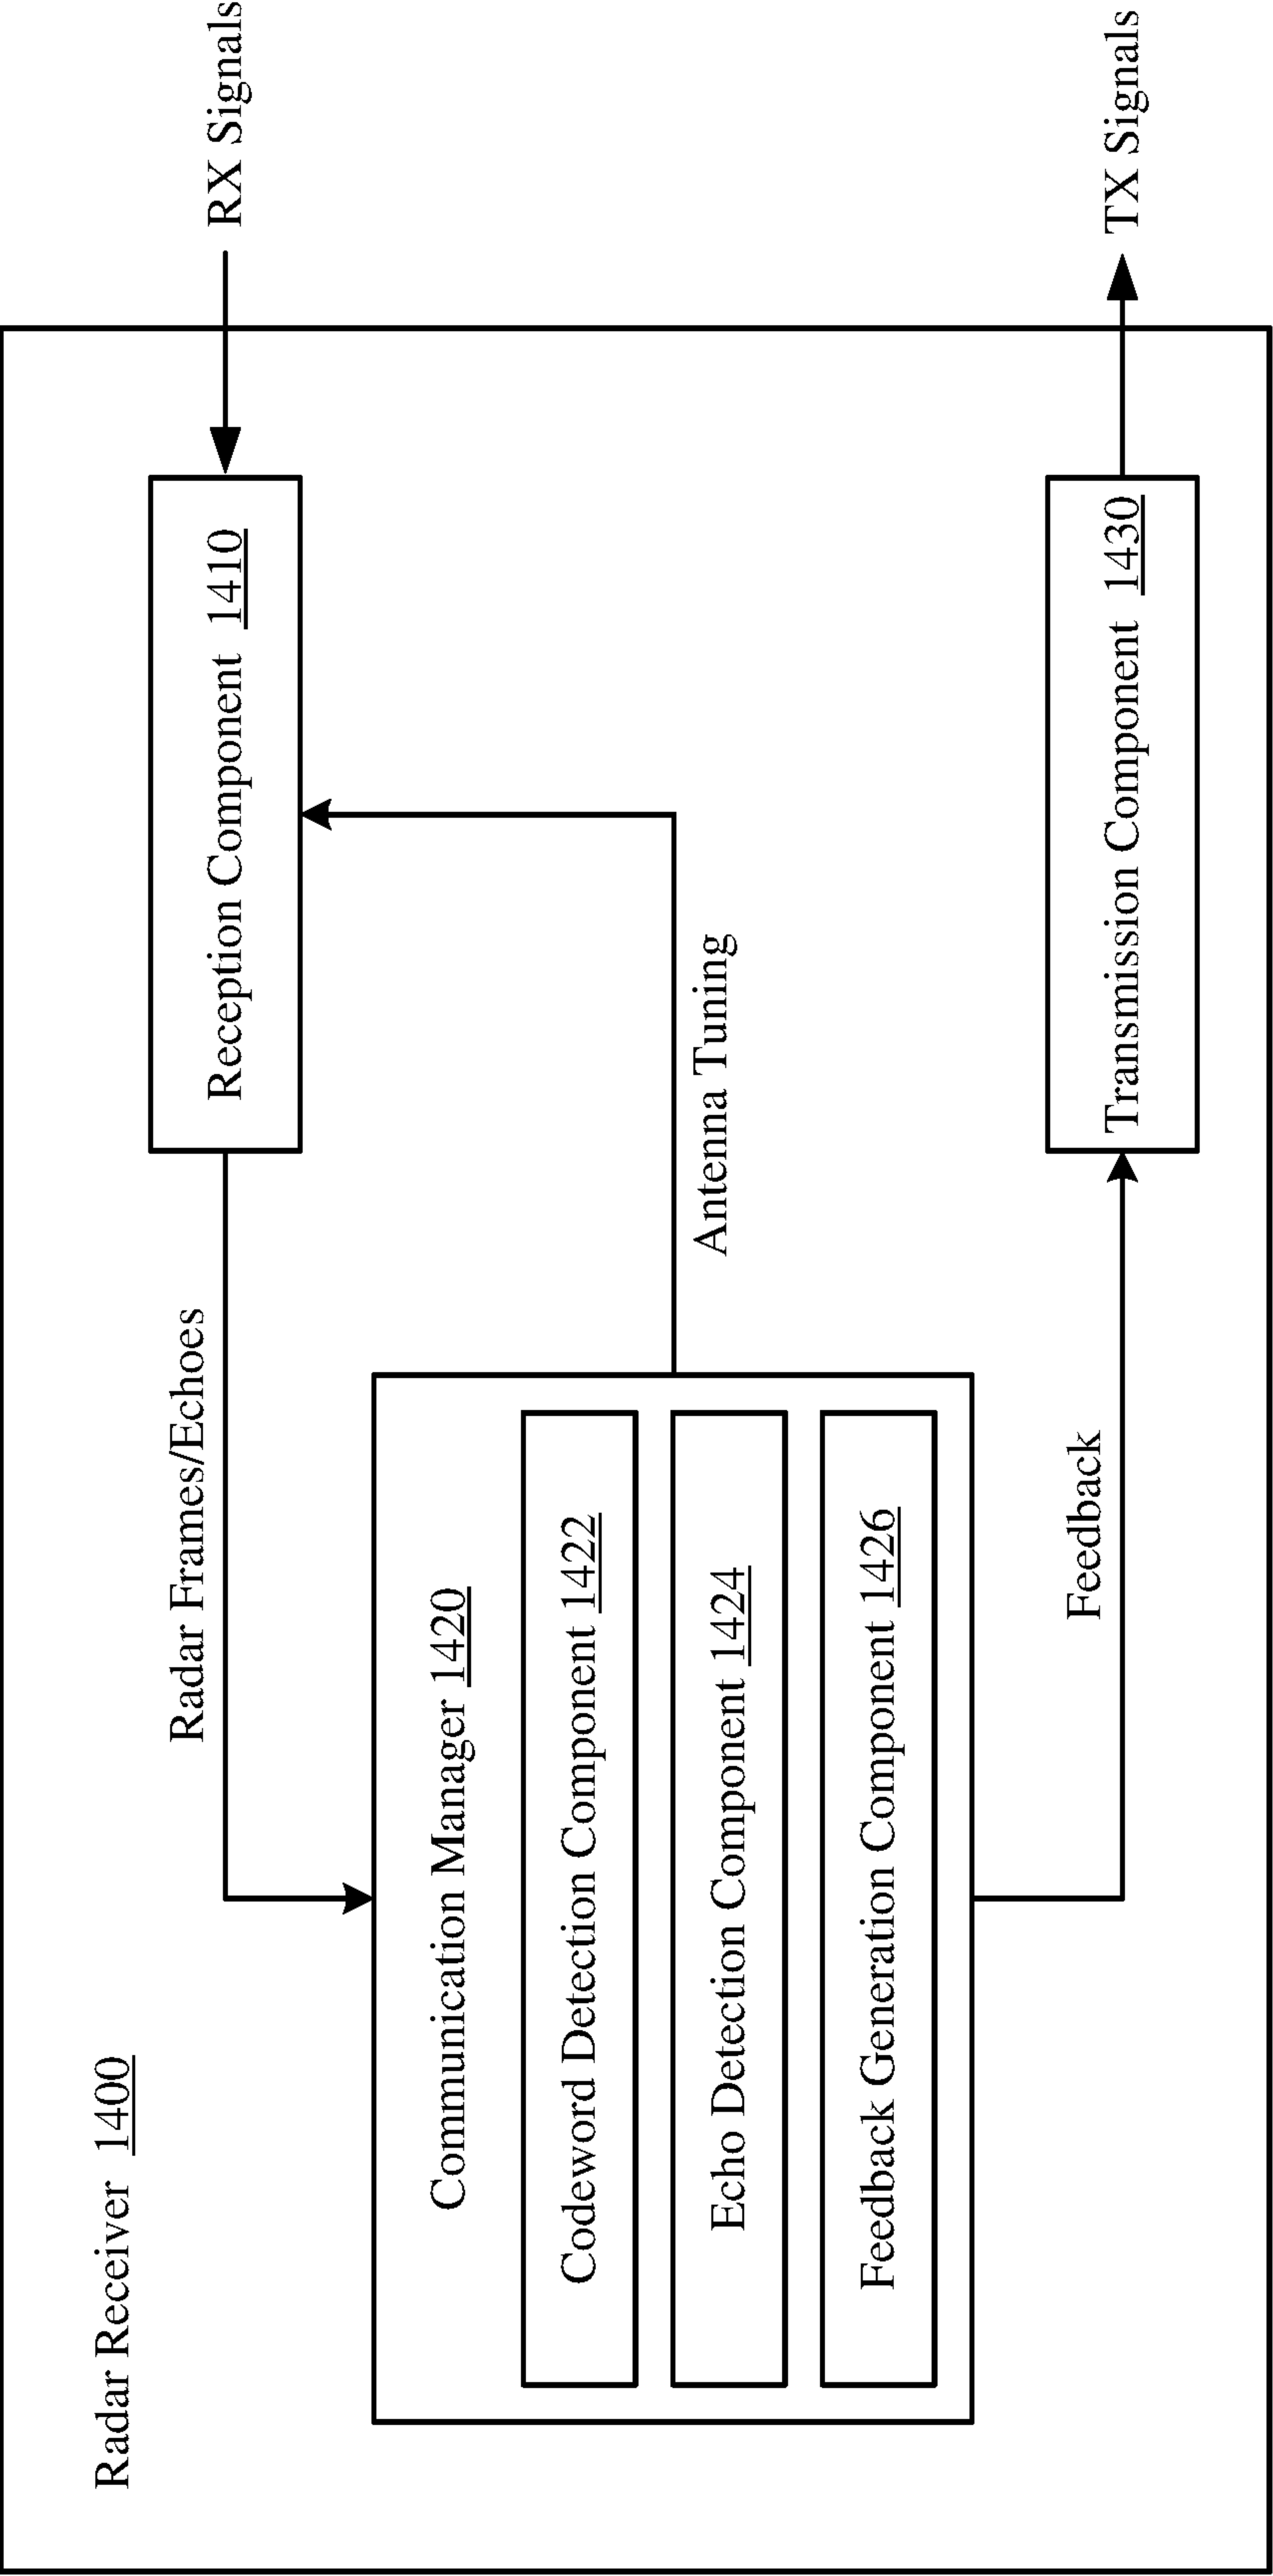 Radar Receiver 1400
Radar Frames/Echoes
Reception Component 1410
RX Signals
Communication Manager 1420
Codeword Detection Component 1422
Echo Detection Component 1424
Feedback Generation Component 1426
Antenna Tuning
Feedback
Transmission Component 1430
TX Signals